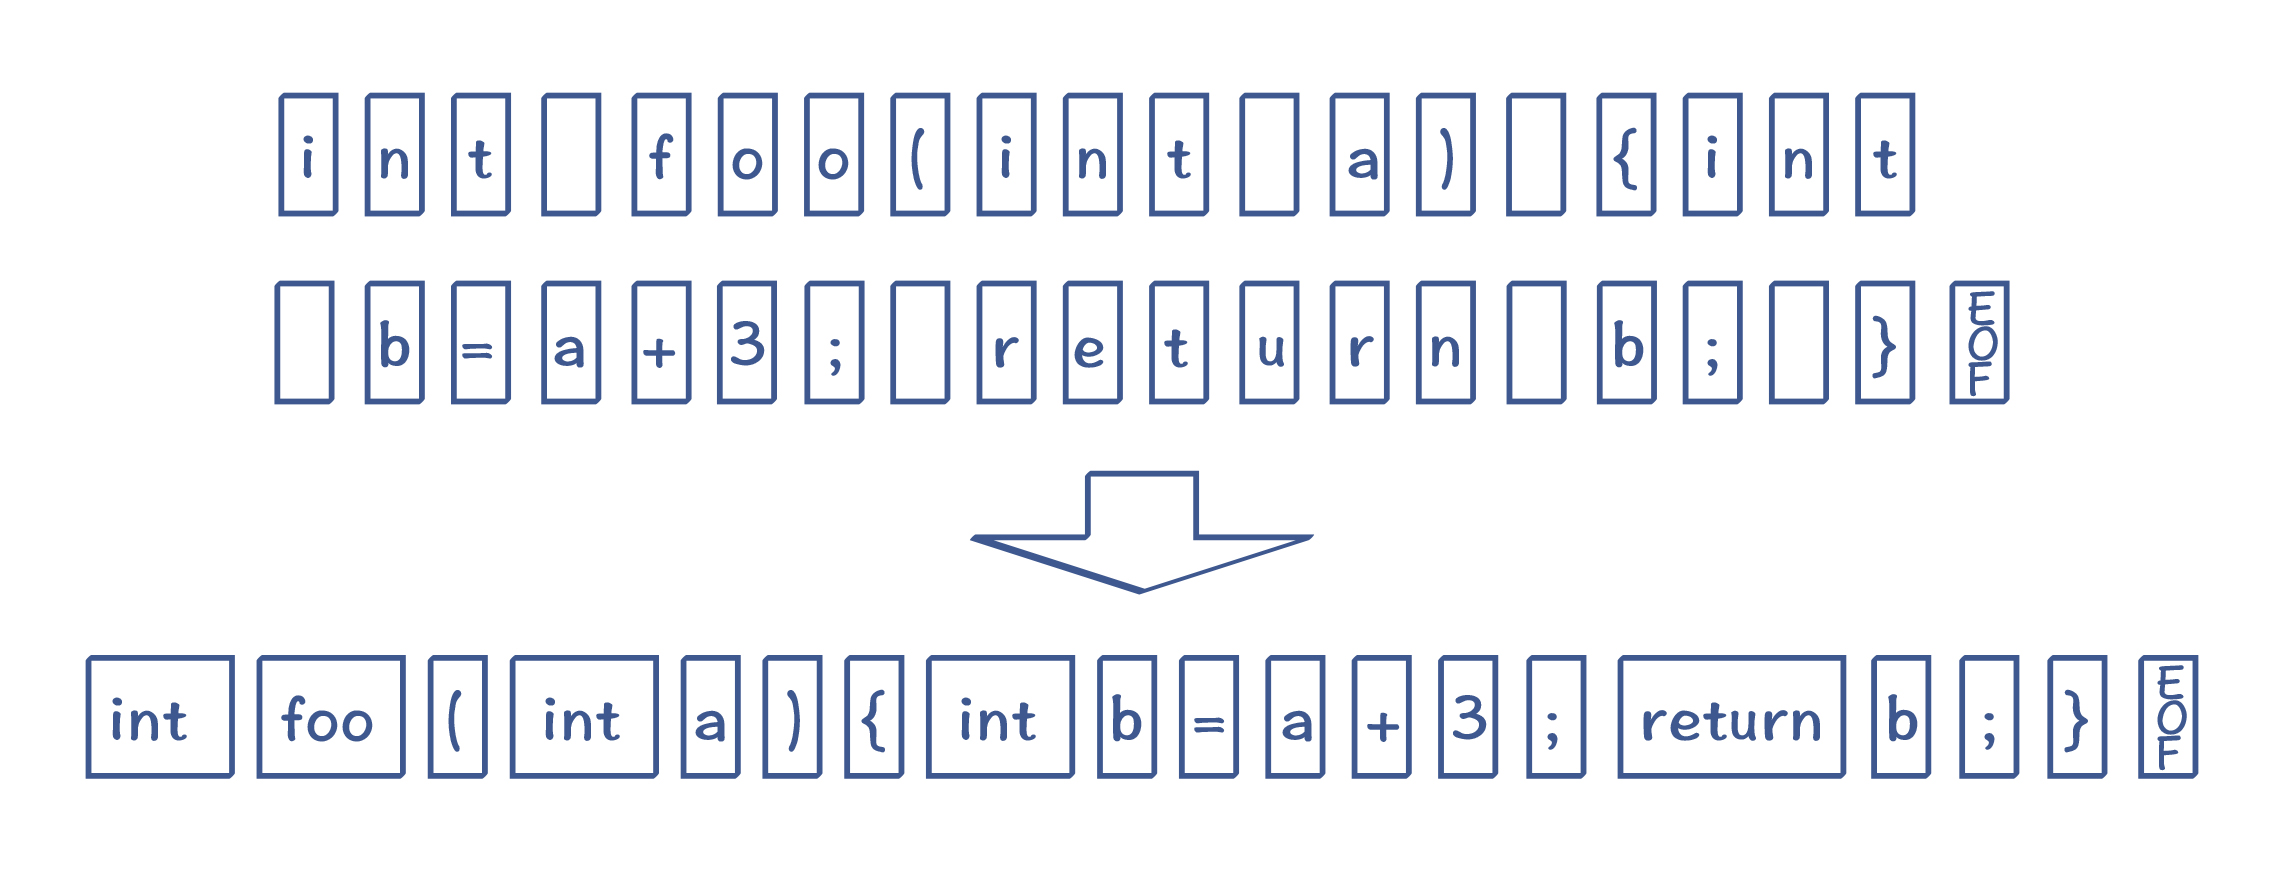 i n t f o o ( i n t a ) { i n t
b = a + 3 ; r e t u r n b ; } EOF
int foo ( int a ) { int b = a + 3 ; return b ; } EOF